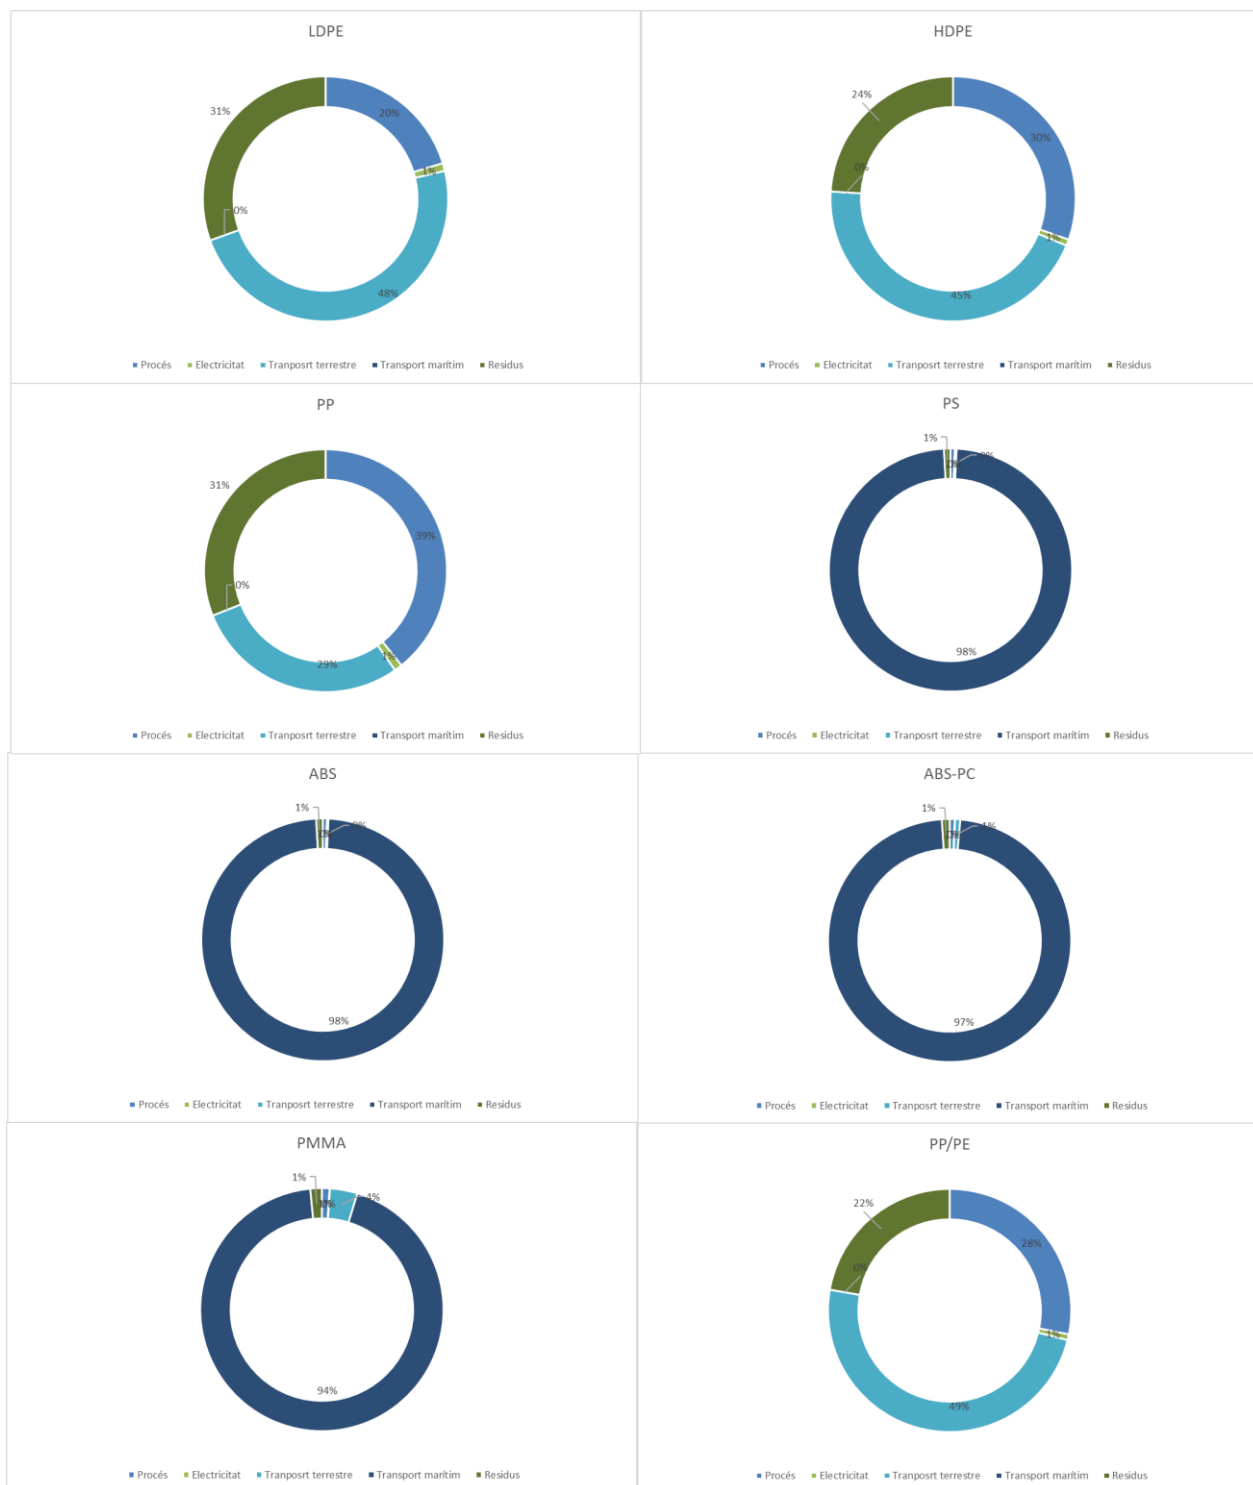 LDPE
31%
20%
1%
0%
48%
Procés Electricitat Tranposrt terrestre Transport marítim Residus
HDPE
24%
30%
0%
1%
45%
Procés Electricitat Tranposrt terrestre Transport marítim Residus
PP
31%
39%
0%
1%
29%
Procés Electricitat Tranposrt terrestre Transport marítim Residus
PS
1%
0%
98%
Procés Electricitat Tranposrt terrestre Transport marítim Residus
ABS
1%
0%
98%
Procés Electricitat Tranposrt terrestre Transport marítim Residus
ABS-PC
1%
1%
97%
Procés Electricitat Tranposrt terrestre Transport marítim Residus
PMMA
1%
4%
94%
Procés Electricitat Tranposrt terrestre Transport marítim Residus
PP/PE
22%
28%
0%
1%
49%
Procés Electricitat Tranposrt terrestre Transport marítim Residus